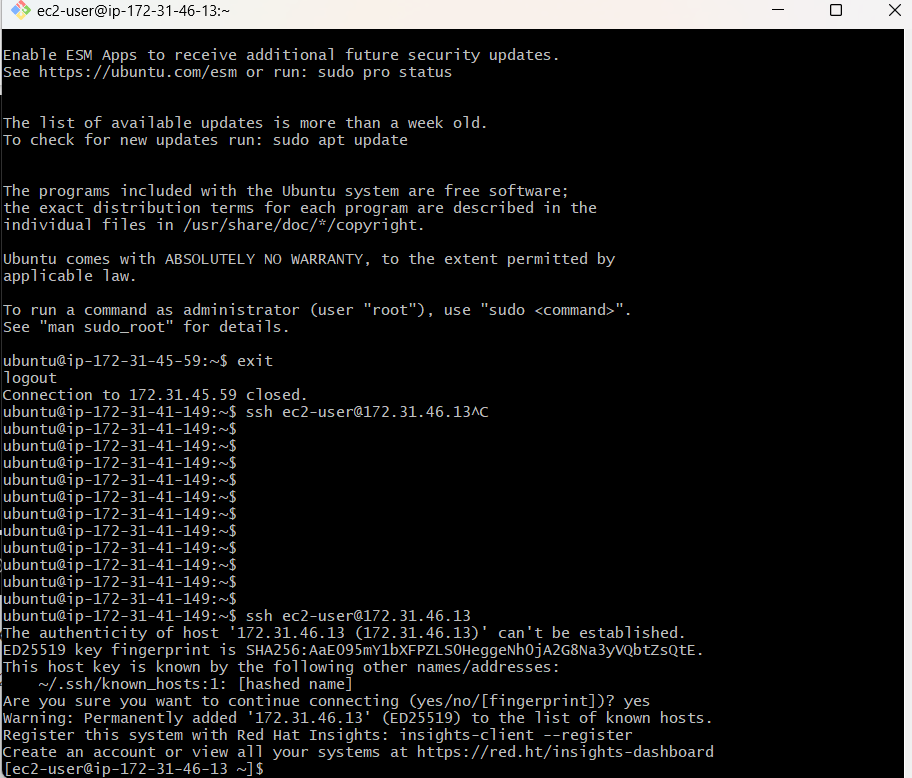 ec2-user@ip-172-31-46-13:~
Enable ESM Apps to receive additional future security updates.
See https://ubuntu.com/esm or run: sudo pro status
The list of available updates is more than a week old.
To check for new updates run: sudo apt update
The programs included with the Ubuntu system are free software;
the exact distribution terms for each program are described in the
individual files in /usr/share/doc/*/copyright.
Ubuntu comes with ABSOLUTELY NO WARRANTY, to the extent permitted by
applicable law.
To run a command as administrator (user "root"), use "sudo <command>".
See "man sudo_root" for details.
ubuntu@ip-172-31-45-59:~$ exit
logout
Connection to 172.31.45.59 closed.
ubuntu@ip-172-31-41-149:~$ ssh ec2-user@172.31.46.13^C
ubuntu@ip-172-31-41-149:~$
ubuntu@ip-172-31-41-149:~$
ubuntu@ip-172-31-41-149:~$
ubuntu@ip-172-31-41-149:~$
ubuntu@ip-172-31-41-149:~$
ubuntu@ip-172-31-41-149:~$
ubuntu@ip-172-31-41-149:~$
ubuntu@ip-172-31-41-149:~$
ubuntu@ip-172-31-41-149:~$
ubuntu@ip-172-31-41-149:~$
ubuntu@ip-172-31-41-149:~$
ubuntu@ip-172-31-41-149:~$ ssh ec2-user@172.31.46.13
The authenticity of host '172.31.46.13 (172.31.46.13)' can't be established.
ED25519 key fingerprint is SHA256:AaEO95mY1bXFPZLSOHeggeNhOjA2G8Na3yVQbtZsQtE.
This host key is known by the following other names/addresses:
    ~/.ssh/known_hosts:1: [hashed name]
Are you sure you want to continue connecting (yes/no/[fingerprint])? yes
Warning: Permanently added '172.31.46.13' (ED25519) to the list of known hosts.
Register this system with Red Hat Insights: insights-client --register
Create an account or view all your systems at https://red.ht/insights-dashboard
[ec2-user@ip-172-31-46-13 ~]$